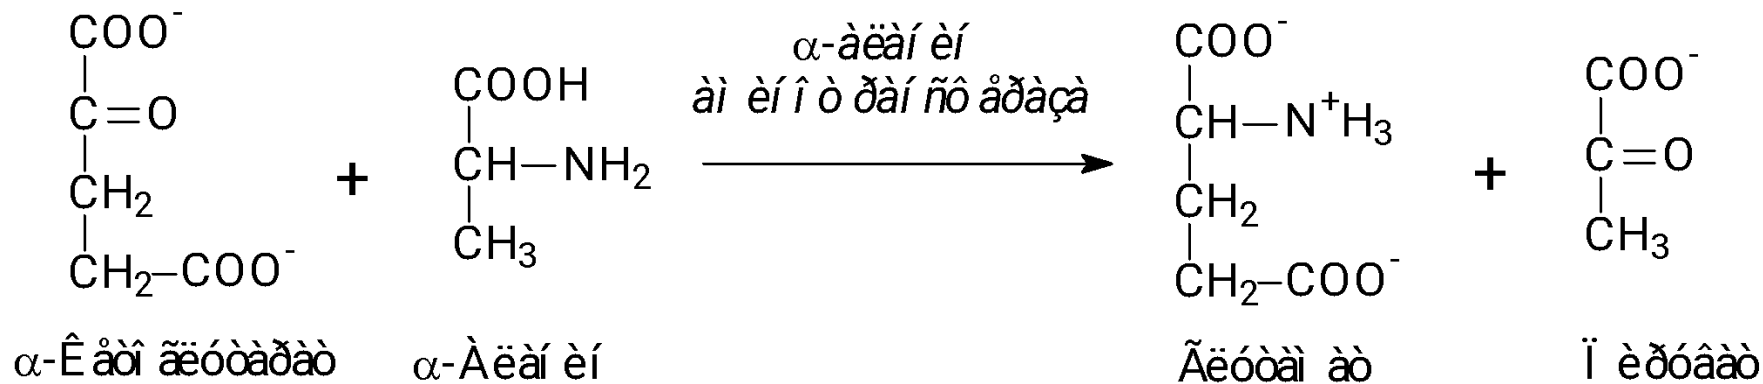 COO⁻
C=O
CH₂
CH₂–COO⁻
α-Êåòî ãëóòàðàò
+
COOH
CH–NH₂
CH₃
α-Àëàí èí
α-àëàí èí
àì èí î ò ðàí ñô åðàçà
COO⁻
CH–N⁺H₃
CH₂
CH₂–COO⁻
Ãëóòàì àò
+
COO⁻
C=O
CH₃
Ï èðóâàò